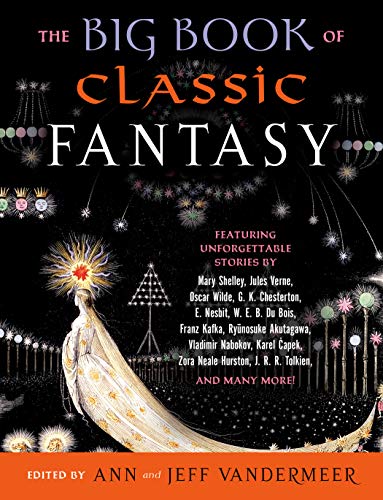 THE BIG BOOK OF
CLASSIC
FANTASY
FEATURING
UNFORGETTABLE
STORIES BY
Mary Shelley, Jules Verne,
Oscar Wilde, G. K. Chesterton,
E. Nesbit, W. E. B. Du Bois,
Franz Kafka, Ryūnosuke Akutagawa,
Vladimir Nabokov, Karel Čapek,
Zora Neale Hurston, J. R. R. Tolkien,
AND MANY MORE!
EDITED BY ANN and JEFF VANDERMEER